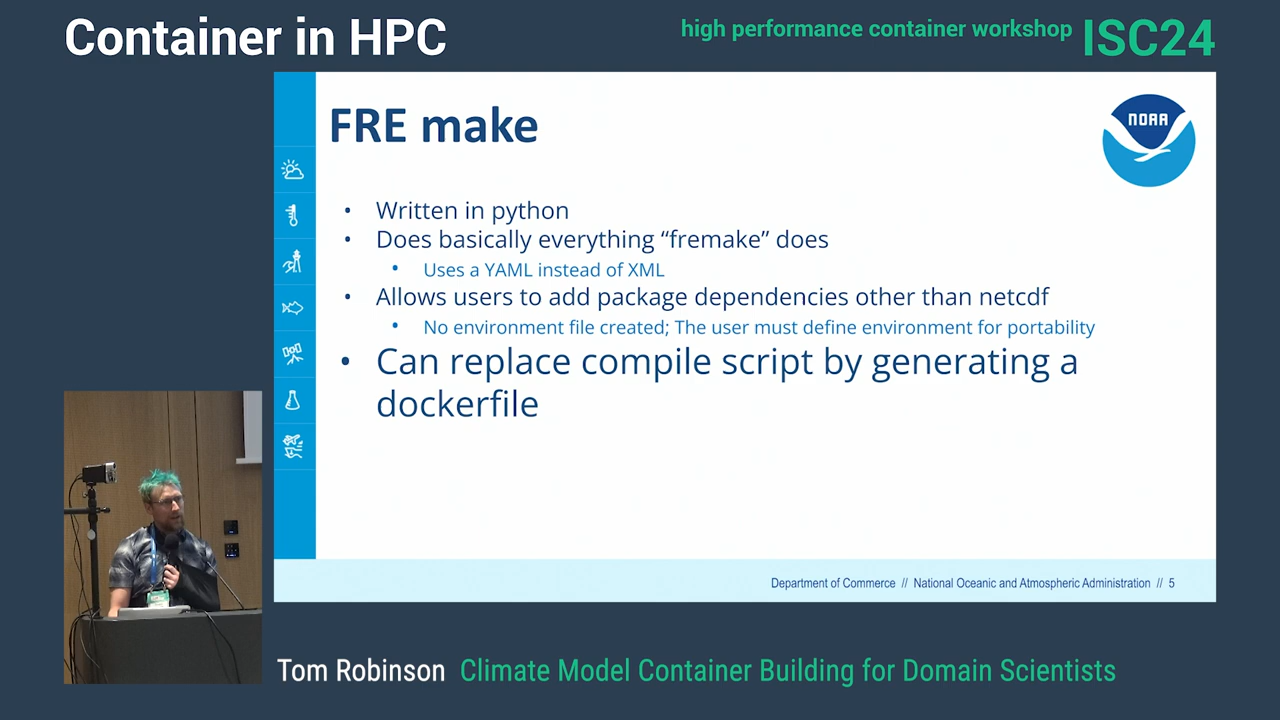 Container in HPC
high performance container workshop ISC24
FRE make
NOAA
• Written in python
• Does basically everything “fremake” does
• Uses a YAML instead of XML
• Allows users to add package dependencies other than netcdf
• No environment file created; The user must define environment for portability
• Can replace compile script by generating a
dockerfile
Department of Commerce // National Oceanic and Atmospheric Administration // 5
Tom Robinson Climate Model Container Building for Domain Scientists